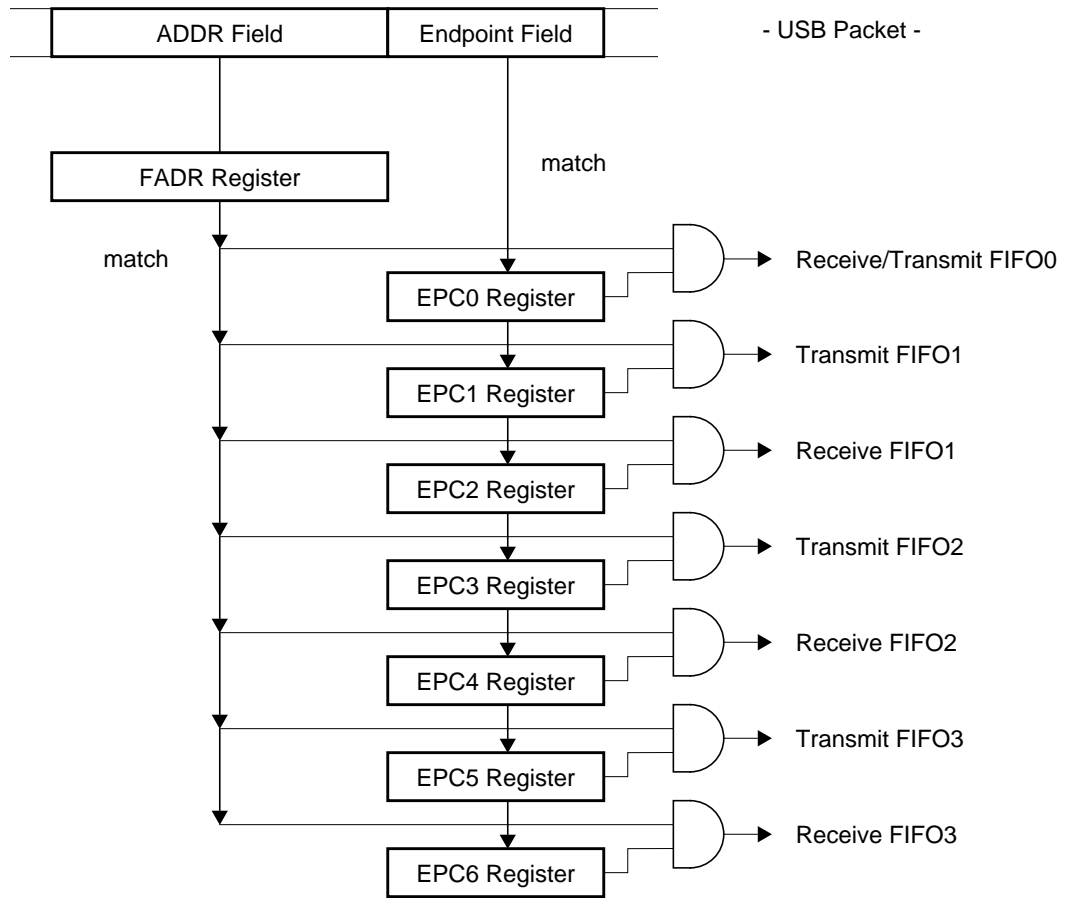 ADDR Field Endpoint Field - USB Packet -
match
FADR Register
match Receive/Transmit FIFO0
EPC0 Register
Transmit FIFO1
EPC1 Register
Receive FIFO1
EPC2 Register
Transmit FIFO2
EPC3 Register
Receive FIFO2
EPC4 Register
Transmit FIFO3
EPC5 Register
Receive FIFO3
EPC6 Register